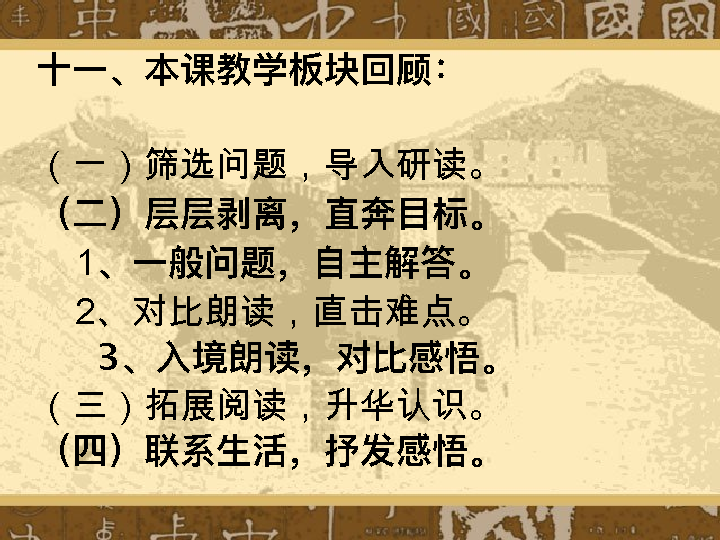 十一、本课教学板块回顾：
（一）筛选问题，导入研读。
（二）层层剥离，直奔目标。
1、一般问题，自主解答。
2、对比朗读，直击难点。
3、入境朗读，对比感悟。
（三）拓展阅读，升华认识。
（四）联系生活，抒发感悟。